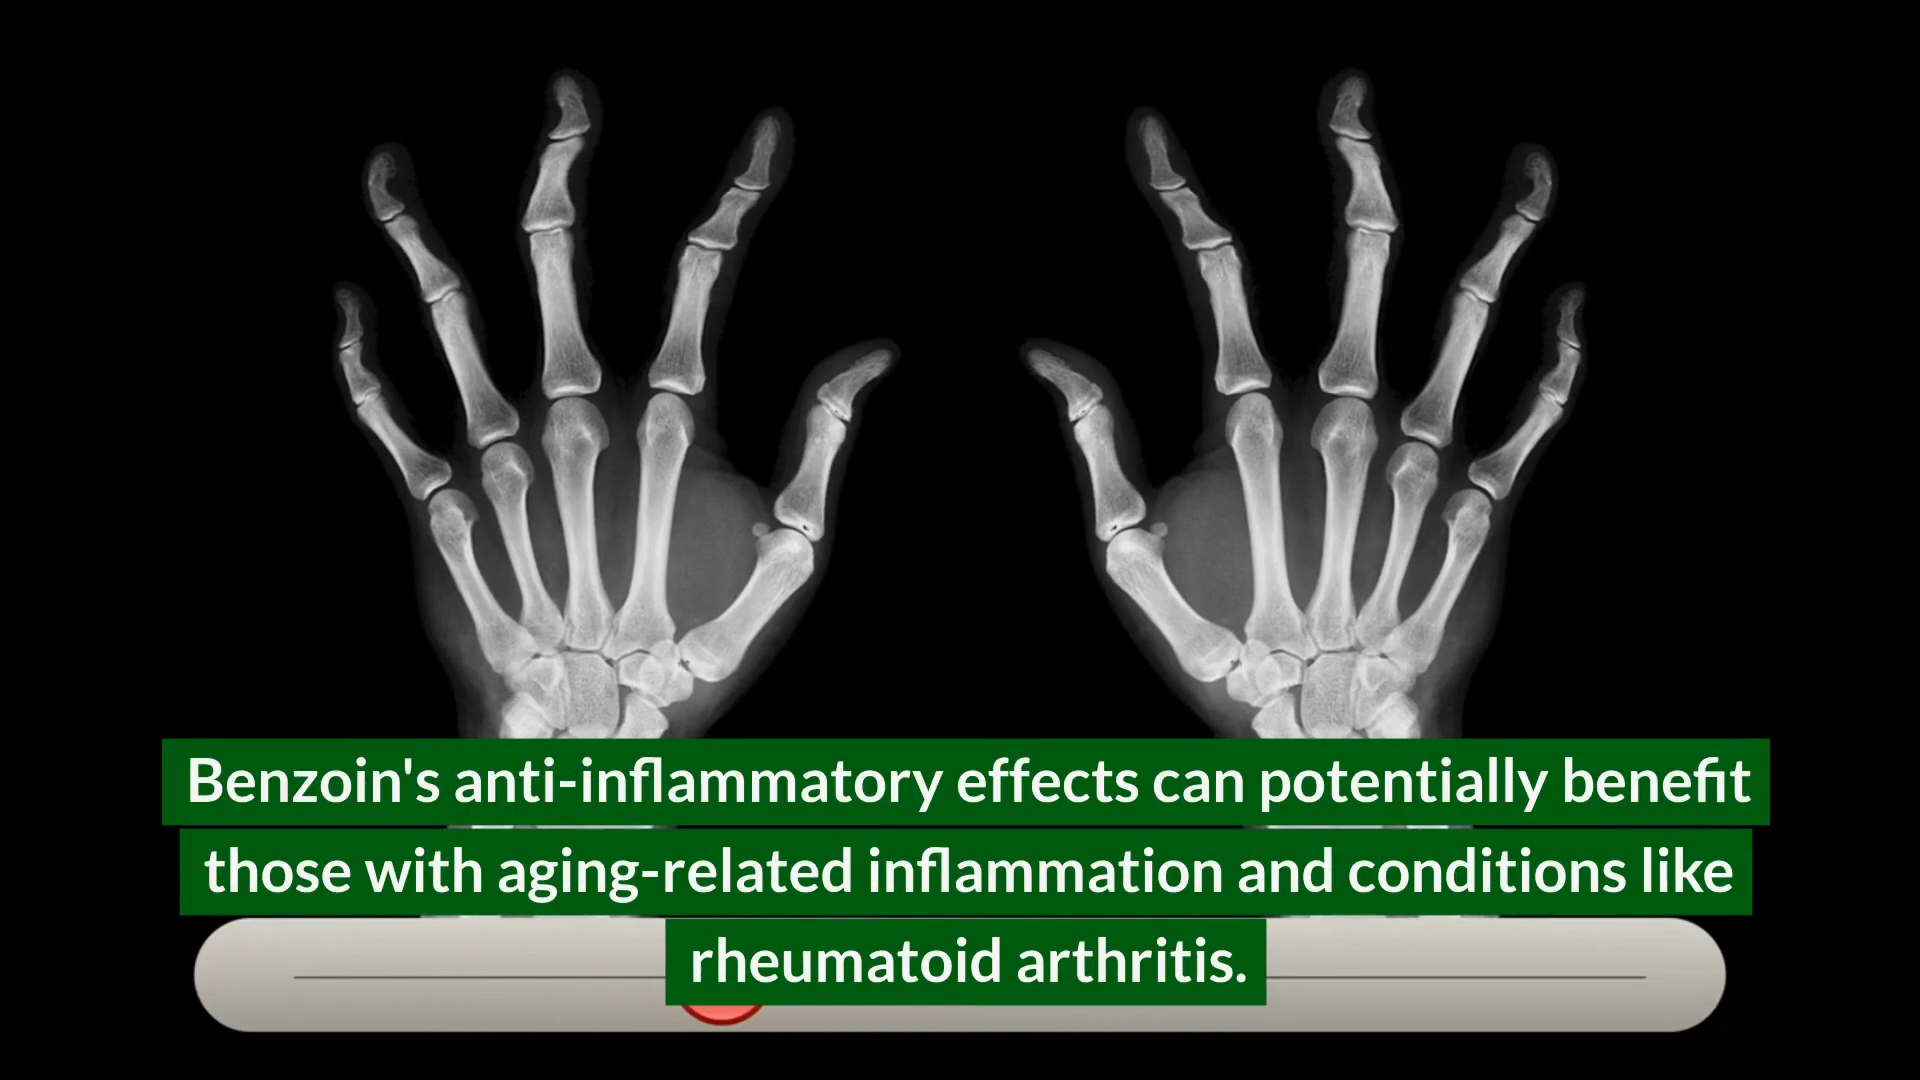 Benzoin's anti-inflammatory effects can potentially benefit
those with aging-related inflammation and conditions like
rheumatoid arthritis.